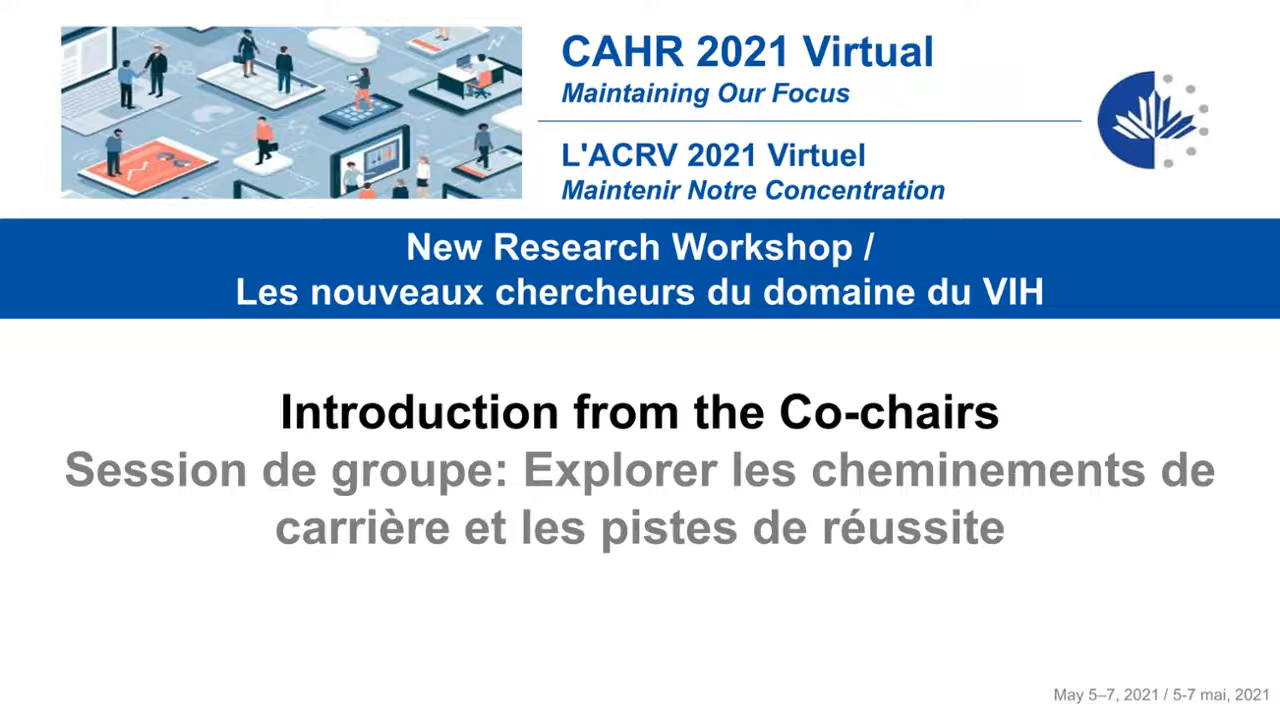 CAHR 2021 Virtual
Maintaining Our Focus
L'ACRV 2021 Virtuel
Maintenir Notre Concentration
New Research Workshop /
Les nouveaux chercheurs du domaine du VIH
Introduction from the Co-chairs
Session de groupe: Explorer les cheminements de
carrière et les pistes de réussite
May 5–7, 2021 / 5-7 mai, 2021